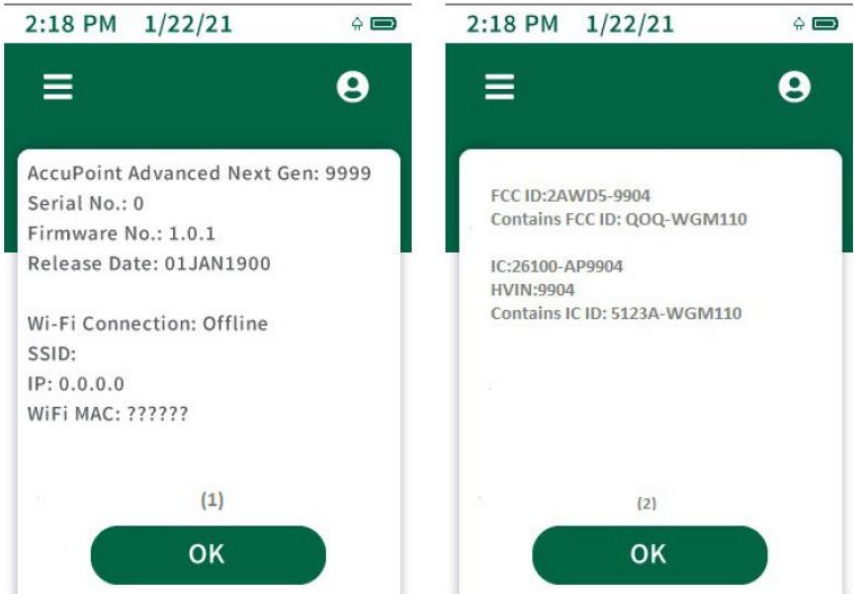 2:18 PM 1/22/21
AccuPoint Advanced Next Gen: 9999
Serial No.: 0
Firmware No.: 1.0.1
Release Date: 01JAN1900
Wi-Fi Connection: Offline
SSID:
IP: 0.0.0.0
WiFi MAC: ??????
(1)
OK
2:18 PM 1/22/21
FCC ID:2AWD5-9904
Contains FCC ID: QOQ-WGM110
IC:26100-AP9904
HVIN:9904
Contains IC ID: 5123A-WGM110
(2)
OK